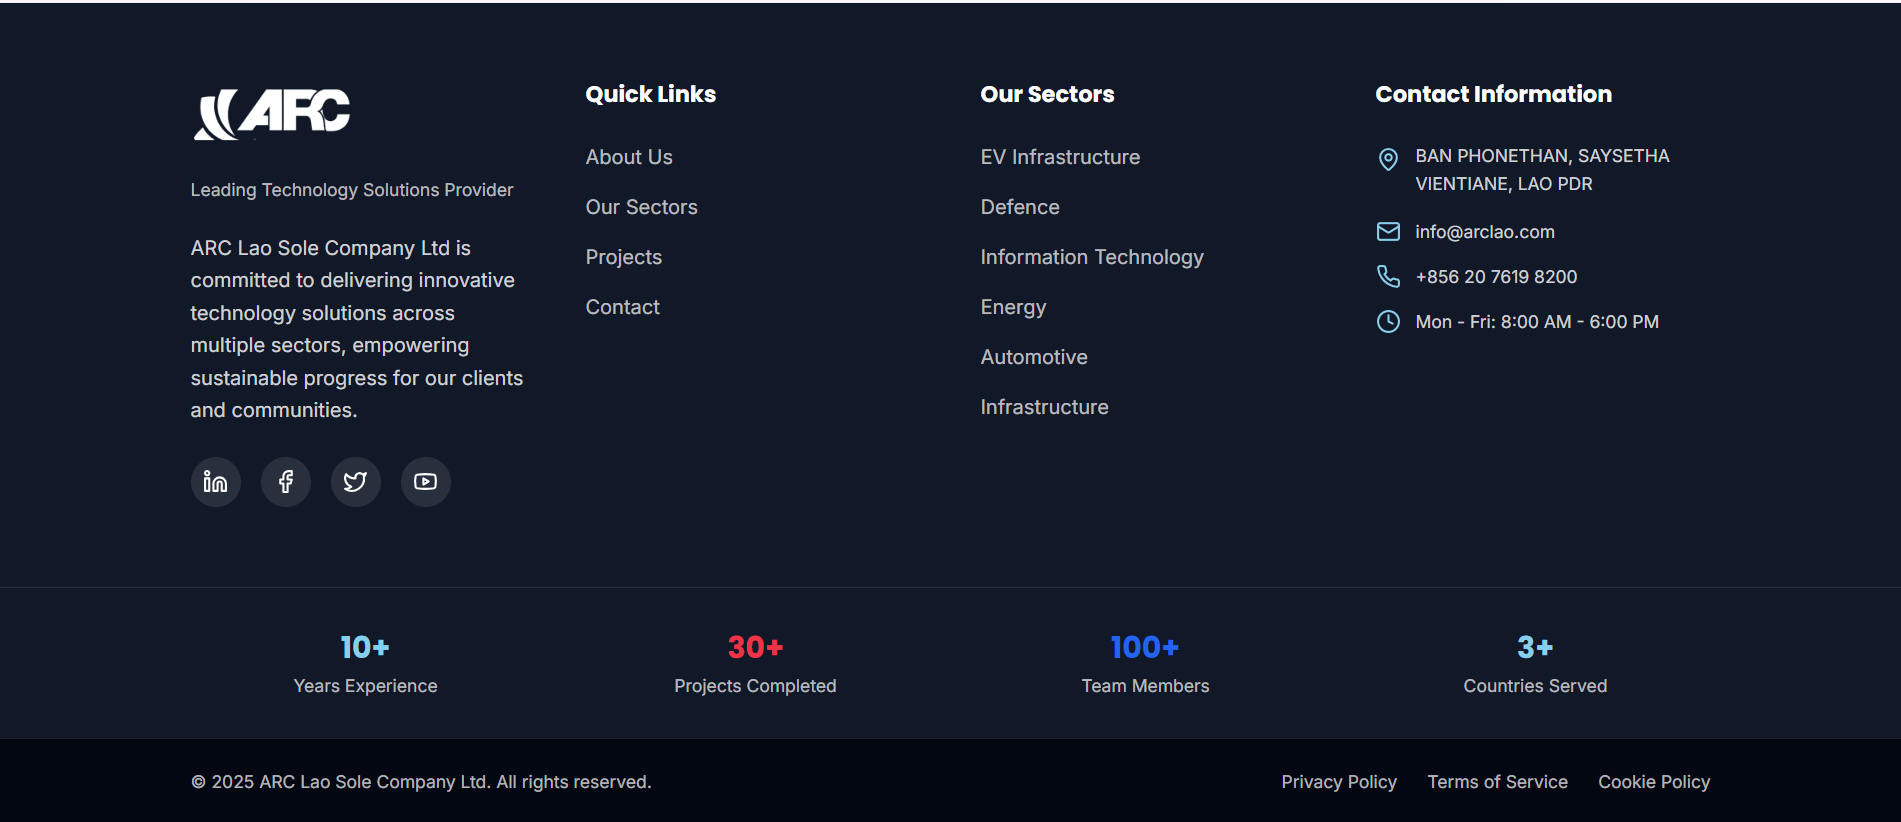 ARC
Leading Technology Solutions Provider
ARC Lao Sole Company Ltd is
committed to delivering innovative
technology solutions across
multiple sectors, empowering
sustainable progress for our clients
and communities.
Quick Links
About Us
Our Sectors
Projects
Contact
Our Sectors
EV Infrastructure
Defence
Information Technology
Energy
Automotive
Infrastructure
Contact Information
BAN PHONETHAN, SAYSETHA
VIENTIANE, LAO PDR
info@arclao.com
+856 20 7619 8200
Mon - Fri: 8:00 AM - 6:00 PM
10+
Years Experience
30+
Projects Completed
100+
Team Members
3+
Countries Served
© 2025 ARC Lao Sole Company Ltd. All rights reserved.
Privacy Policy
Terms of Service
Cookie Policy